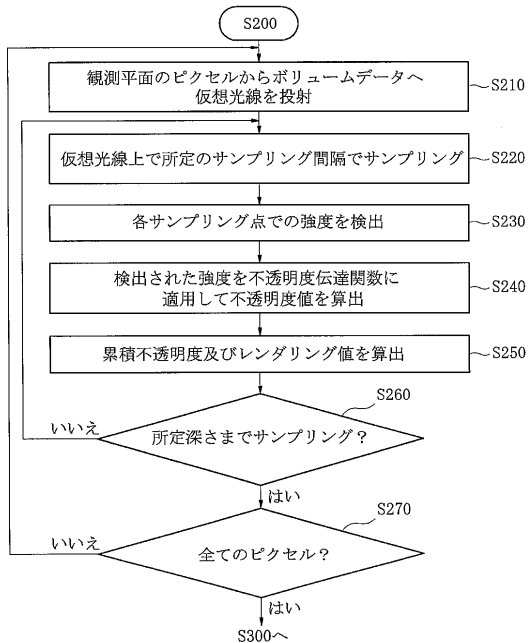 S200
観測平面のピクセルからボリュームデータへ
仮想光線を投射
S210
仮想光線上で所定のサンプリング間隔でサンプリング
S220
各サンプリング点での強度を検出
S230
検出された強度を不透明度伝達関数に
適用して不透明度値を算出
S240
累積不透明度及びレンダリング値を算出
S250
S260
いいえ
所定深さまでサンプリング？
はい
S270
いいえ
全てのピクセル？
はい
S300へ